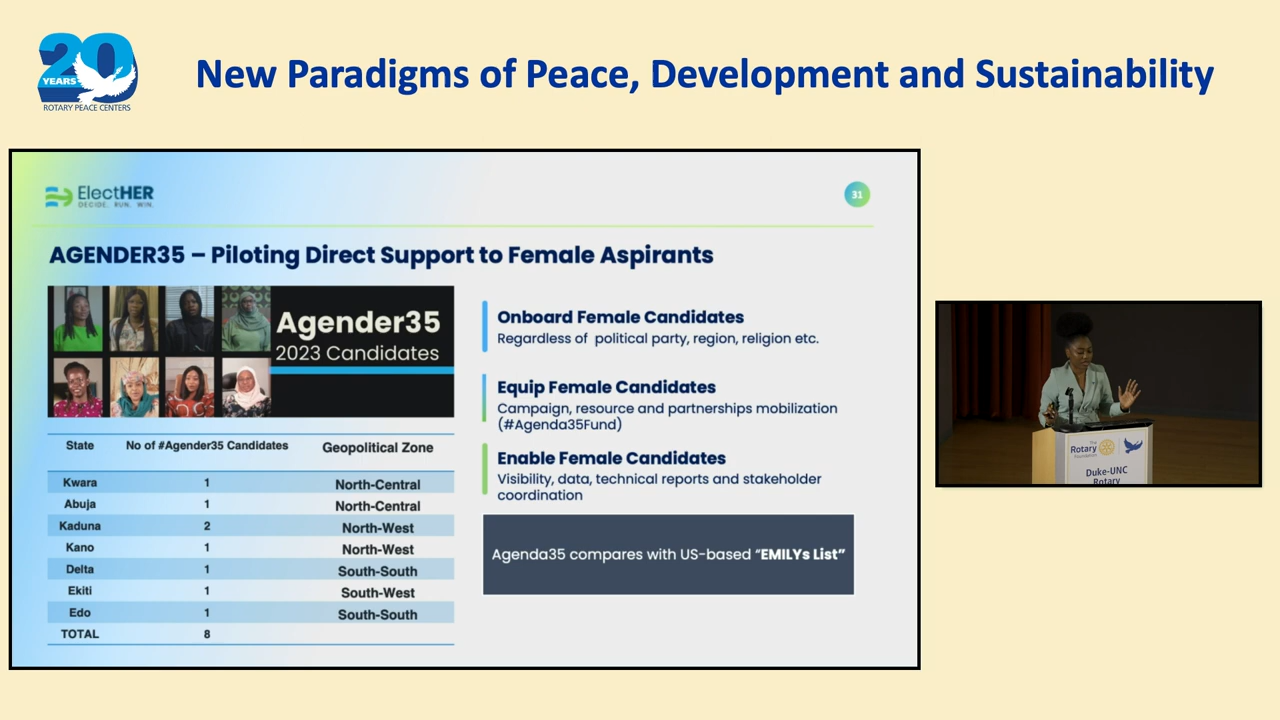 20
YEARS
ROTARY PEACE CENTERS
New Paradigms of Peace, Development and Sustainability
ElectHER
DECIDE. RUN. WIN.
31
AGENDER35 – Piloting Direct Support to Female Aspirants
Agender35
2023 Candidates
State No of #Agender35 Candidates Geopolitical Zone
Kwara 1 North-Central
Abuja 1 North-Central
Kaduna 2 North-West
Kano 1 North-West
Delta 1 South-South
Ekiti 1 South-West
Edo 1 South-South
TOTAL 8
Onboard Female Candidates
Regardless of political party, region, religion etc.
Equip Female Candidates
Campaign, resource and partnerships mobilization
(#Agenda35Fund)
Enable Female Candidates
Visibility, data, technical reports and stakeholder
coordination
Agenda35 compares with US-based “EMILYs List”
The
Rotary
Foundation
Duke-UNC
Rotary